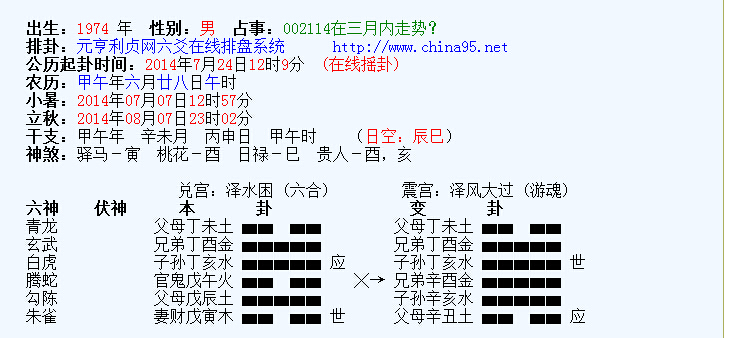 出生：1974 年　性别：男　占事：002114在三月内走势？
排卦：元亨利贞网六爻在线排盘系统　　http://www.china95.net
公历起卦时间：2014年7月24日12时9分　（在线摇卦）
农历：甲午年六月廿八日午时
小暑：2014年07月07日12时57分
立秋：2014年08月07日23时02分
干支：甲午年　辛未月　丙申日　甲午时　　（日空：辰巳）
神煞：驿马－寅　桃花－酉　日禄－巳　贵人－酉，亥
兑宫：泽水困（六合）　　震宫：泽风大过（游魂）
六神　伏神　本　卦　变　卦
青龙　父母丁未土　父母丁未土
玄武　兄弟丁酉金　兄弟丁酉金
白虎　子孙丁亥水　应　子孙丁亥水　世
腾蛇　官鬼戊午火　╳→　兄弟辛酉金
勾陈　父母戊辰土　子孙辛亥水
朱雀　妻财戊寅木　世　父母辛丑土　应